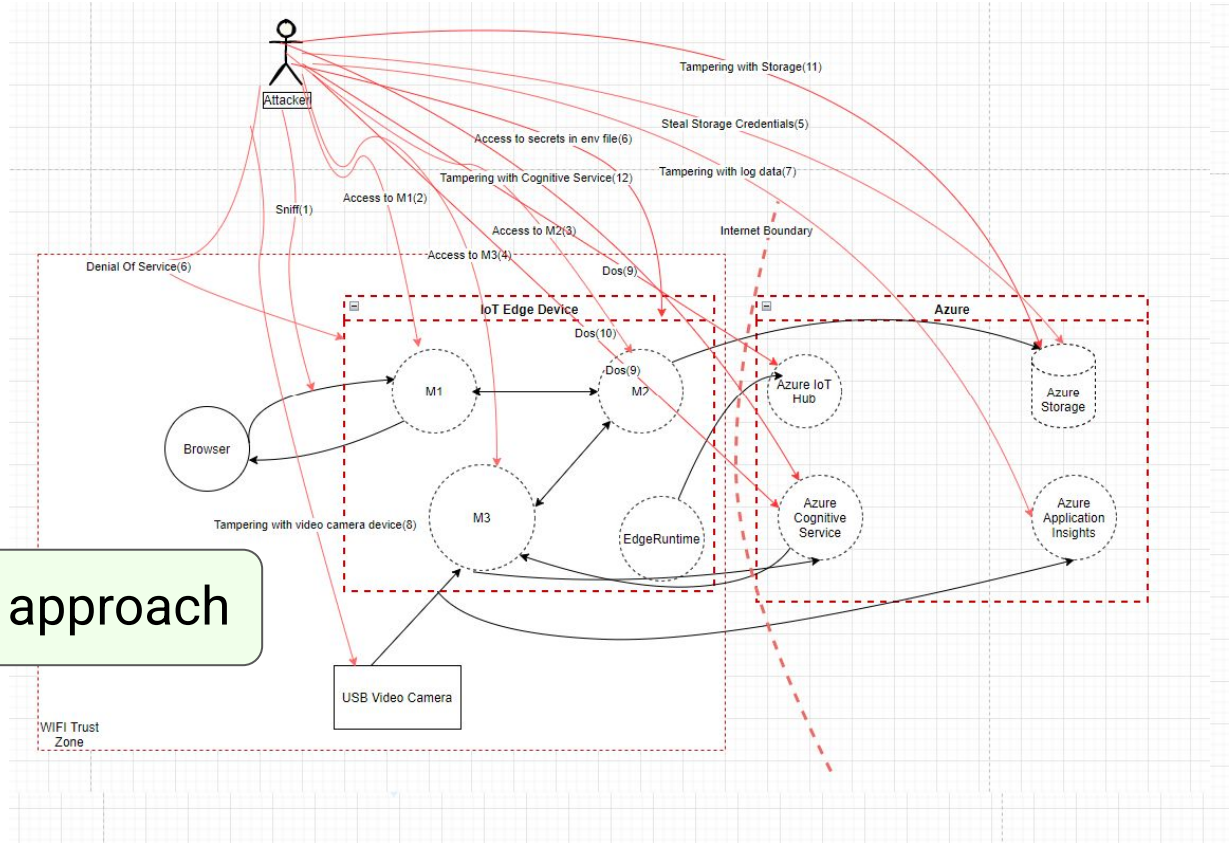 Attacker
Tampering with Storage(11)
Steal Storage Credentials(5)
Access to secrets in env file(6)
Tampering with log data(7)
Tampering with Cognitive Service(12)
Access to M1(2)
Sniff(1)
Access to M2(3)
Internet Boundary
Access to M3(4)
Denial Of Service(6)
Dos(9)
IoT Edge Device
Azure
Dos(10)
Dos(9)
M1
M2
Azure IoT
Hub
Azure
Storage
Browser
M3
Azure
Cognitive
Service
Azure
Application
Insights
Tampering with video camera device(8)
EdgeRuntime
approach
USB Video Camera
WIFI Trust
Zone